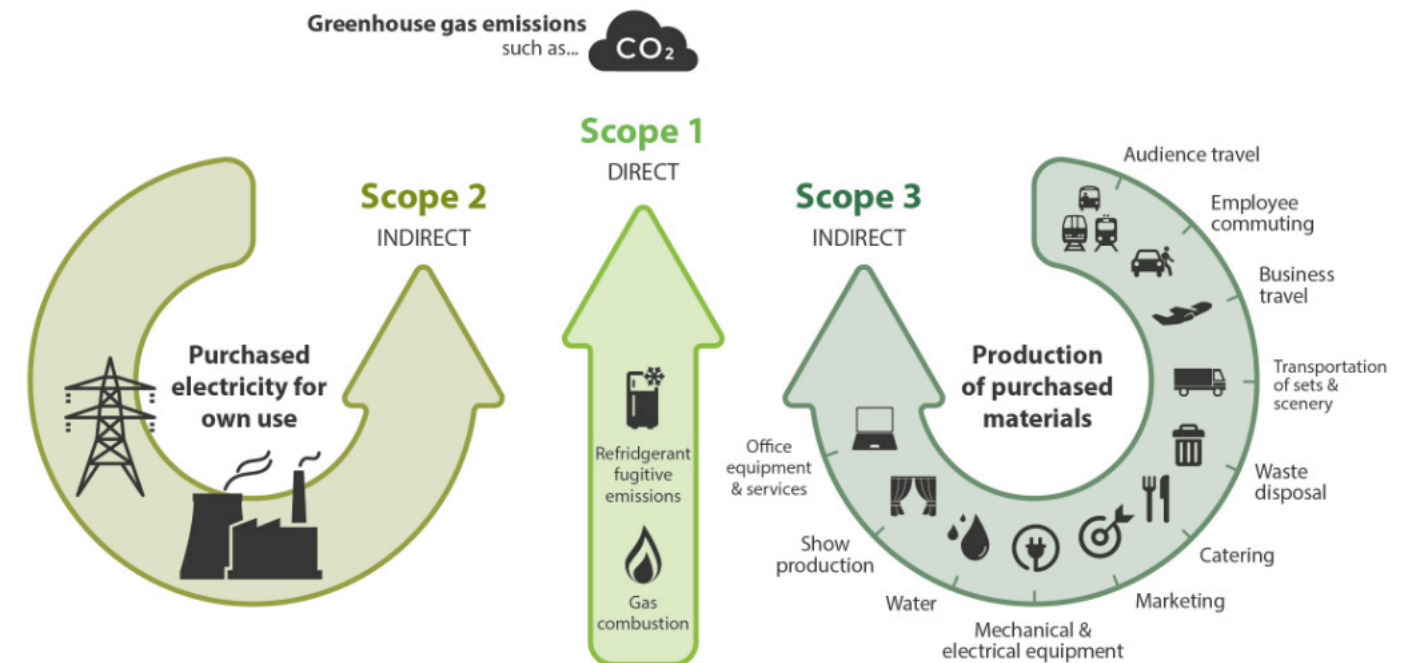 Greenhouse gas emissions
such as...
CO₂
Scope 1
DIRECT
Scope 2
INDIRECT
Scope 3
INDIRECT
Purchased
electricity for
own use
Refridgerant
fugitive
emissions
Gas
combustion
Production
of purchased
materials
Audience travel
Employee
commuting
Business
travel
Transportation
of sets &
scenery
Waste
disposal
Catering
Marketing
Mechanical &
electrical equipment
Water
Show
production
Office
equipment
& services